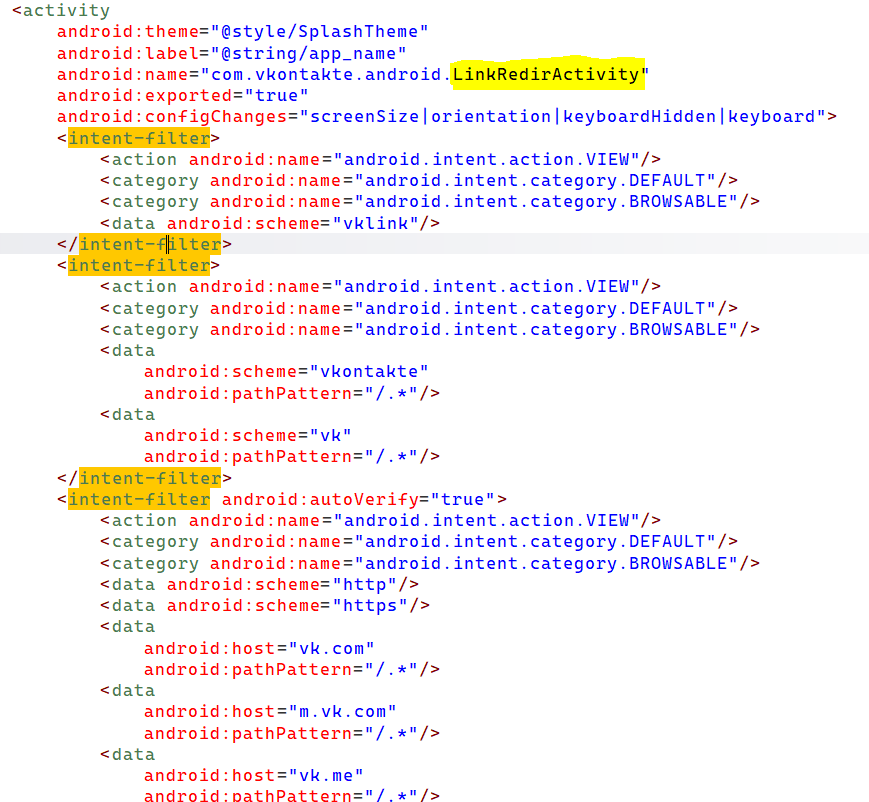 <activity
android:theme="@style/SplashTheme"
android:label="@string/app_name"
android:name="com.vkontakte.android.LinkRedirActivity"
android:exported="true"
android:configChanges="screenSize|orientation|keyboardHidden|keyboard">
<intent-filter>
<action android:name="android.intent.action.VIEW"/>
<category android:name="android.intent.category.DEFAULT"/>
<category android:name="android.intent.category.BROWSABLE"/>
<data android:scheme="vklink"/>
</intent-filter>
<intent-filter>
<action android:name="android.intent.action.VIEW"/>
<category android:name="android.intent.category.DEFAULT"/>
<category android:name="android.intent.category.BROWSABLE"/>
<data
android:scheme="vkontakte"
android:pathPattern="/.*"/>
<data
android:scheme="vk"
android:pathPattern="/.*"/>
</intent-filter>
<intent-filter android:autoVerify="true">
<action android:name="android.intent.action.VIEW"/>
<category android:name="android.intent.category.DEFAULT"/>
<category android:name="android.intent.category.BROWSABLE"/>
<data android:scheme="http"/>
<data android:scheme="https"/>
<data
android:host="vk.com"
android:pathPattern="/.*"/>
<data
android:host="m.vk.com"
android:pathPattern="/.*"/>
<data
android:host="vk.me"
android:pathPattern="/.*"/>